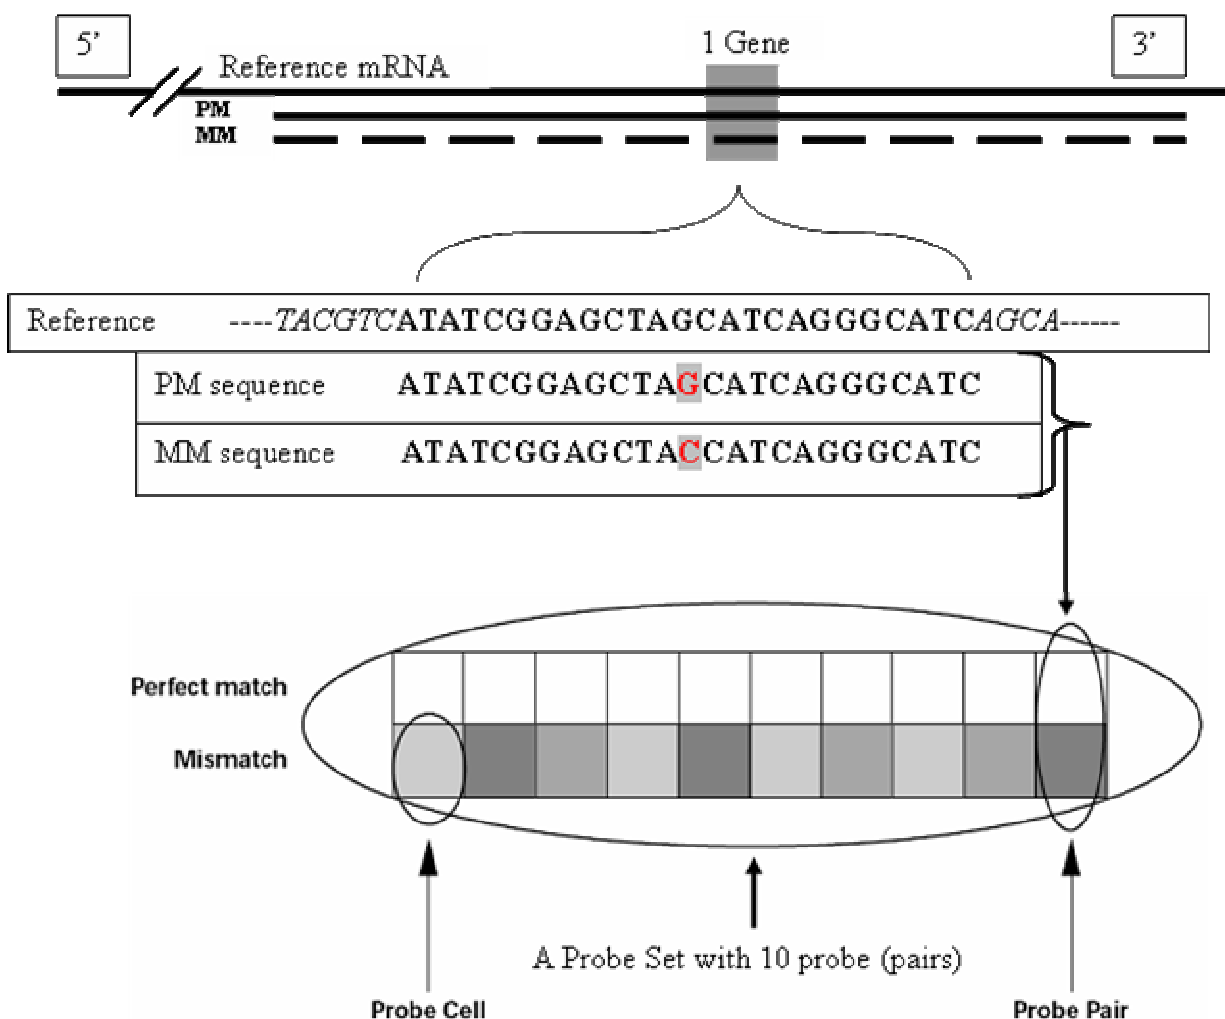 5’
1 Gene
3’
Reference mRNA
PM
MM
Reference ----TACGTCATATCGGAGCTAGCATCAGGGCATCAGCA------
PM sequence ATATCGGAGCTAGCATCAGGGCATC
MM sequence ATATCGGAGCTACCATCAGGGCATC
Perfect match
Mismatch
A Probe Set with 10 probe (pairs)
Probe Cell
Probe Pair